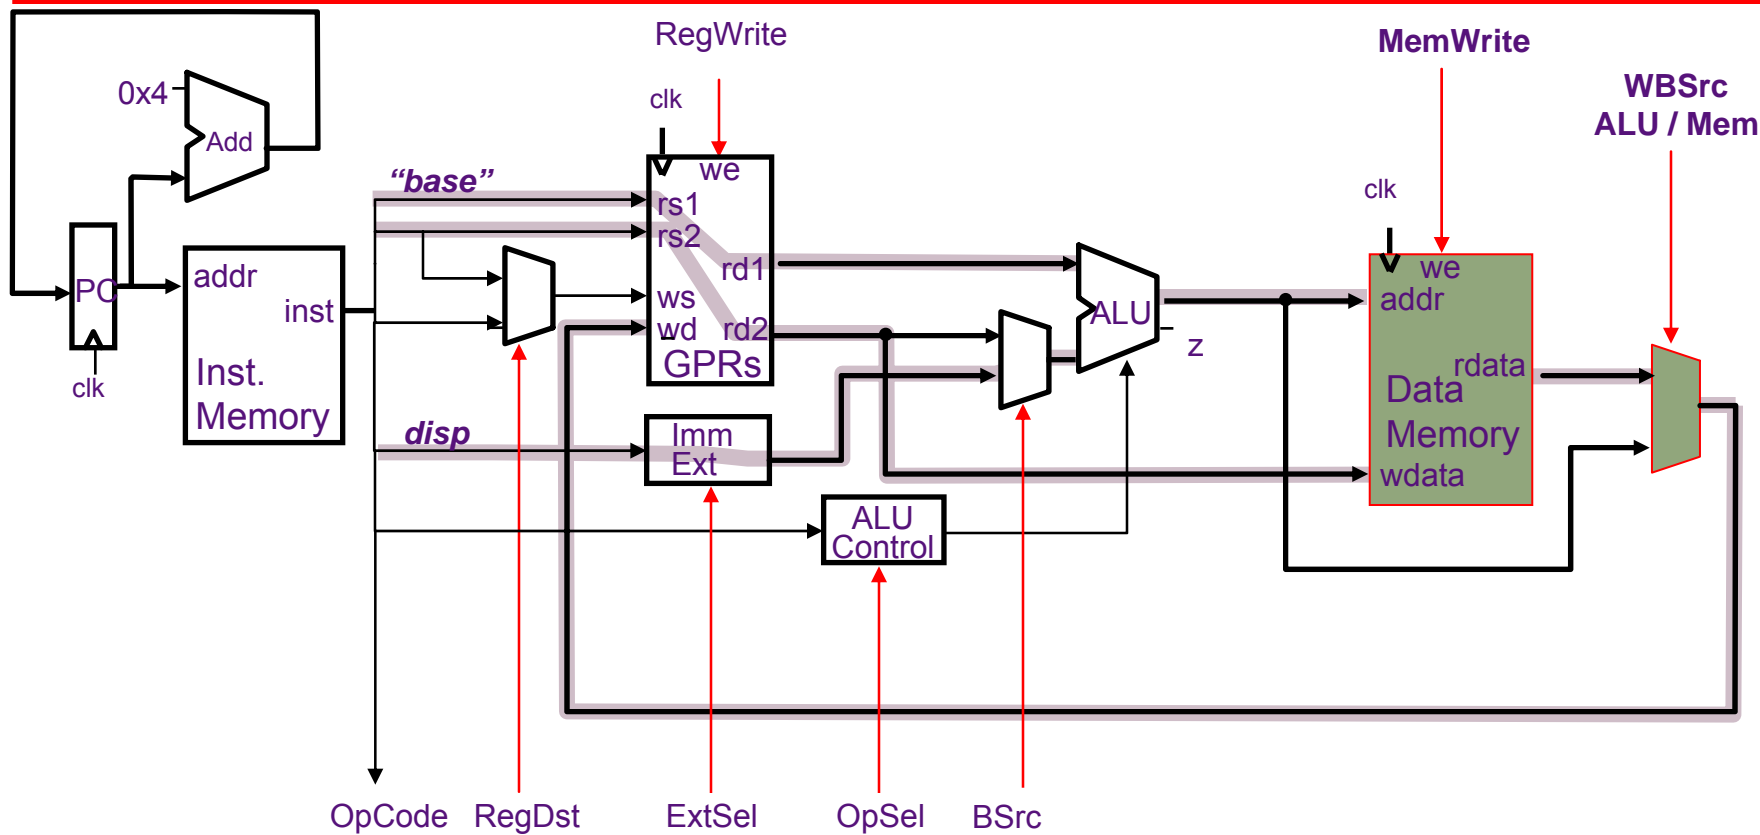 RegWrite
MemWrite
WBSrc
ALU / Mem
0x4
Add
clk
we
“base”
rs1
rs2
rd1
ws
wd
rd2
GPRs
PC
clk
addr
inst
Inst.
Memory
disp
Imm
Ext
ALU
z
ALU
Control
clk
we
addr
rdata
Data
Memory
wdata
OpCode
RegDst
ExtSel
OpSel
BSrc